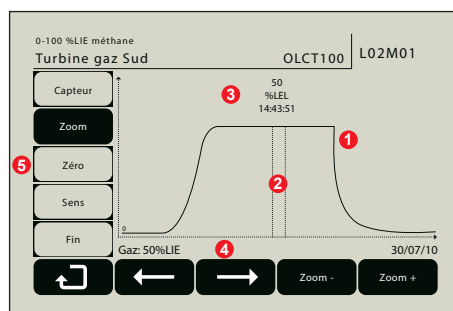 0-100 %LIE méthane
Turbine gaz Sud
OLCT100
L02M01
Capteur
Zoom
Zéro
Sens
Fin
50
%LEL
14:43:51
3
1
2
5
4
0
Gaz: 50%LIE
30/07/10
Zoom -
Zoom +